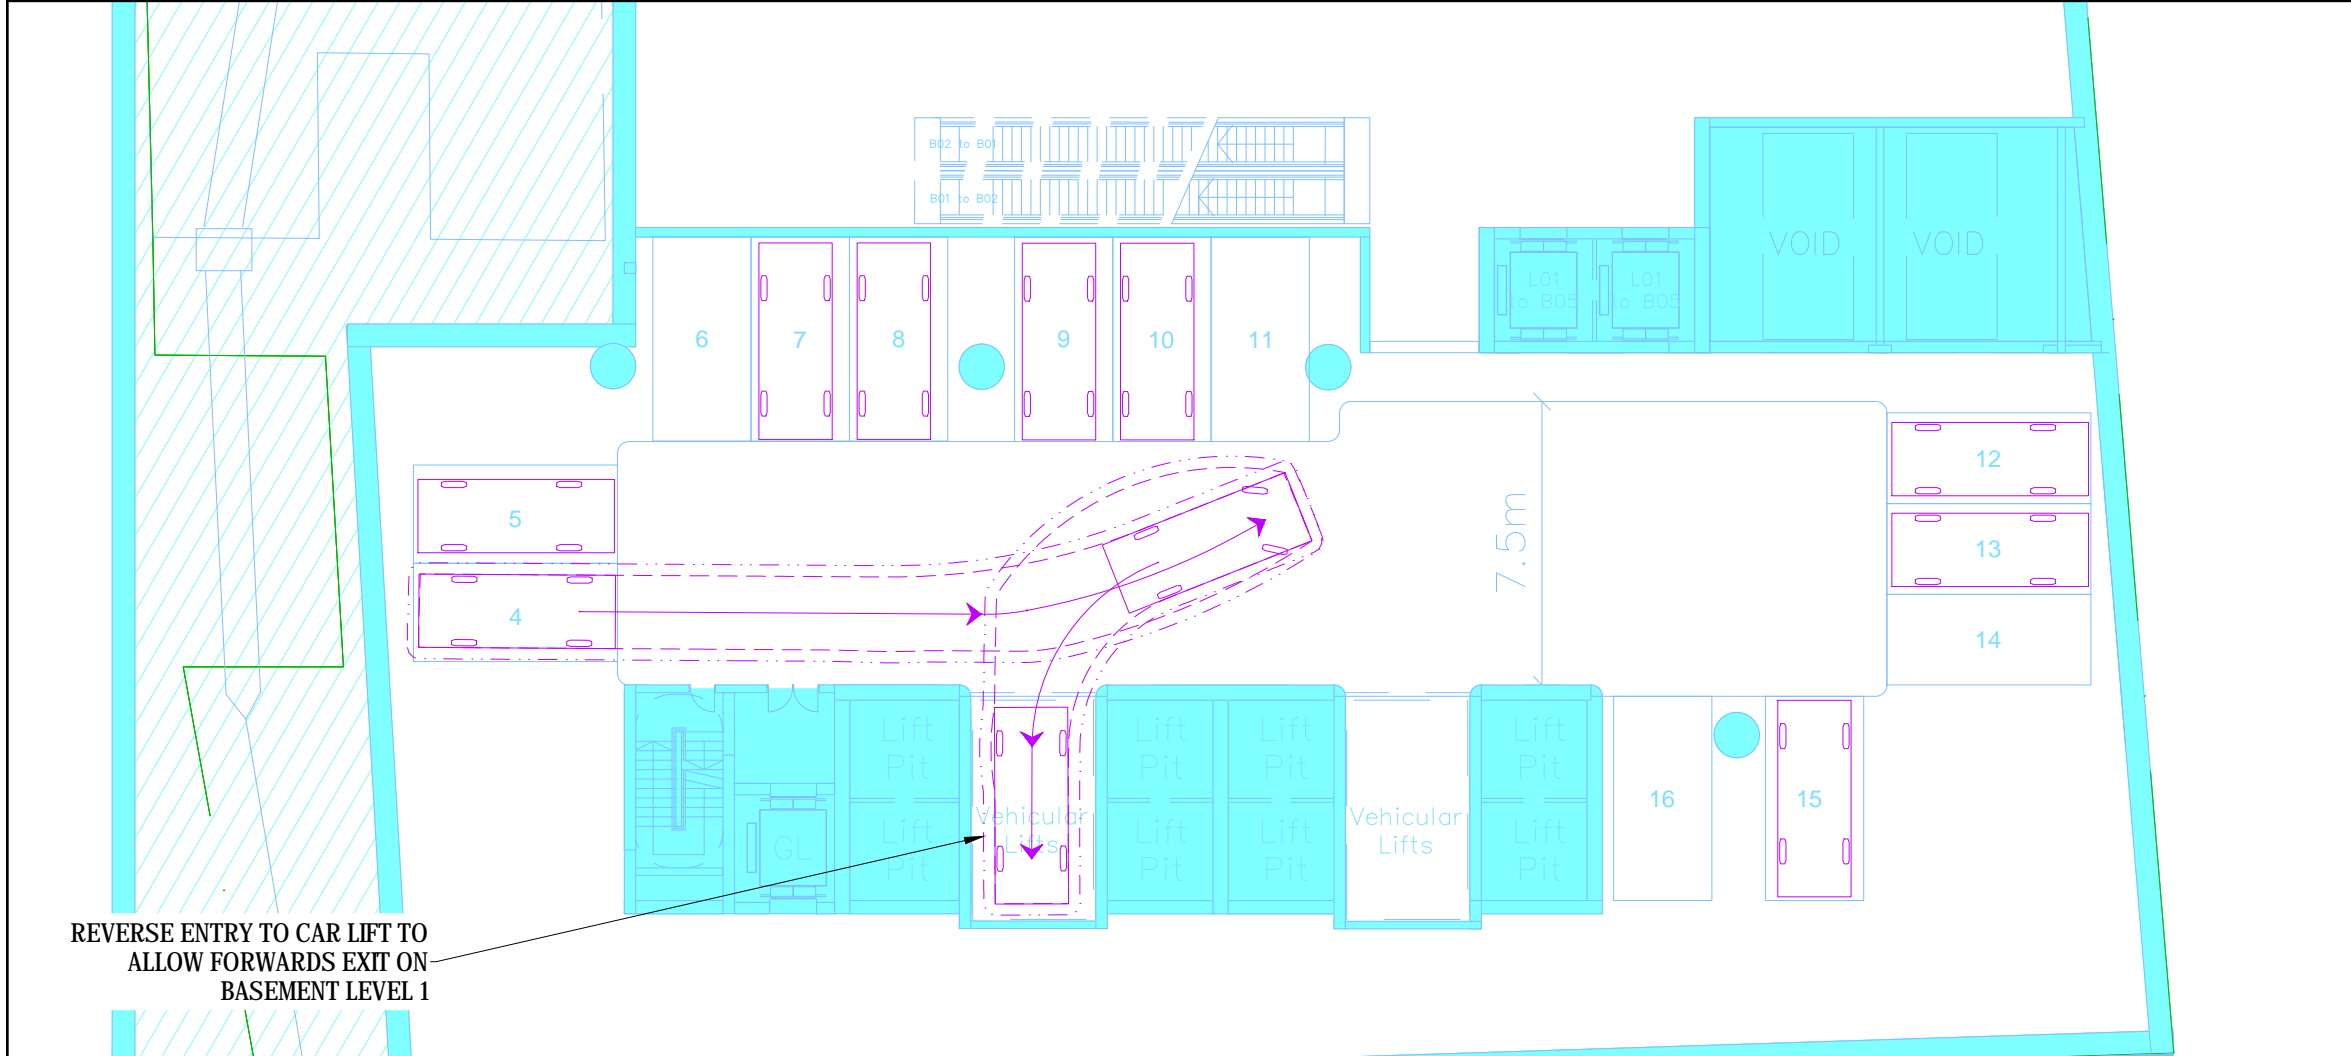 B02 to B01
B01 to B02
VOID
VOID
L01
to B05
L01
to B05
6
7
8
9
10
11
12
5
13
7.5m
4
14
Lift
Pit
Lift
Pit
Lift
Pit
Lift
Pit
16
15
Vehicular
Lifts
Vehicular
Lifts
GL
Lift
Pit
Lift
Pit
Lift
Pit
Lift
Pit
REVERSE ENTRY TO CAR LIFT TO
ALLOW FORWARDS EXIT ON
BASEMENT LEVEL 1